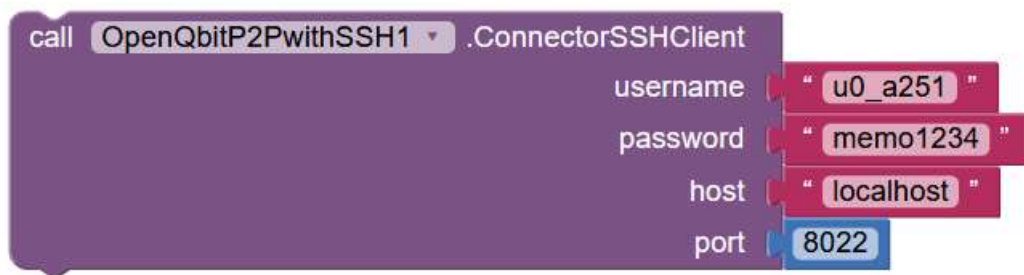 call OpenQbitP2PwithSSH1 .ConnectorSSHClient
username " u0_a251 "
password " memo1234 "
host " localhost "
port 8022